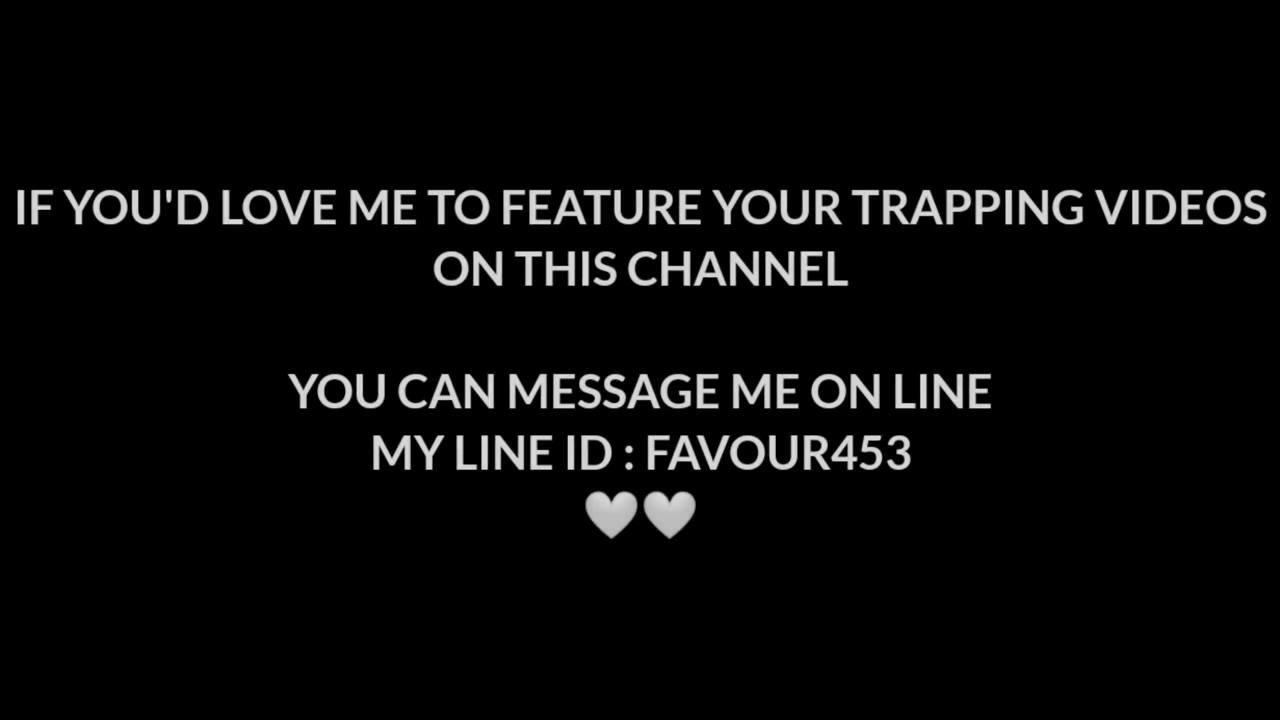 IF YOU'D LOVE ME TO FEATURE YOUR TRAPPING VIDEOS
ON THIS CHANNEL
YOU CAN MESSAGE ME ON LINE
MY LINE ID : FAVOUR453
🤍🤍